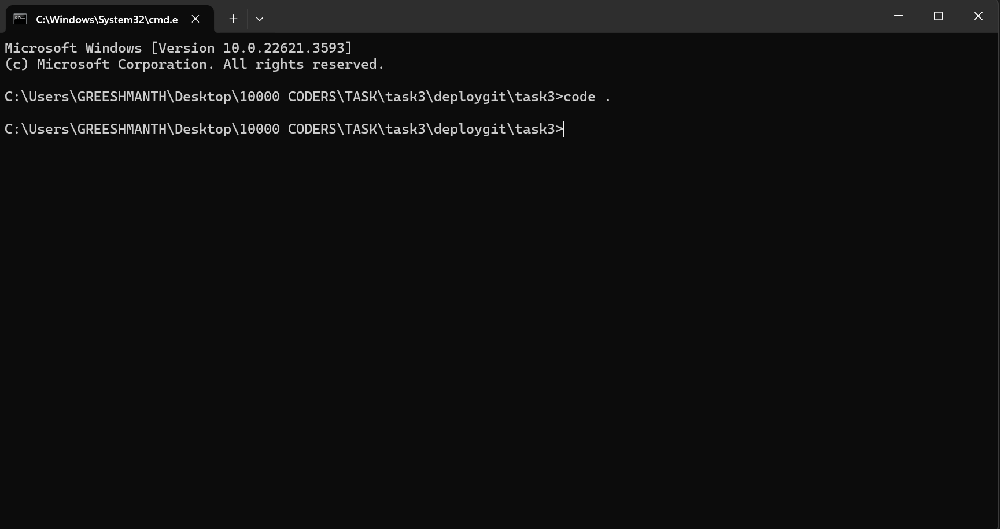 C:\Windows\System32\cmd.e
Microsoft Windows [Version 10.0.22621.3593]
(c) Microsoft Corporation. All rights reserved.
C:\Users\GREESHMANTH\Desktop\10000 CODERS\TASK\task3\deploygit\task3>code .
C:\Users\GREESHMANTH\Desktop\10000 CODERS\TASK\task3\deploygit\task3>